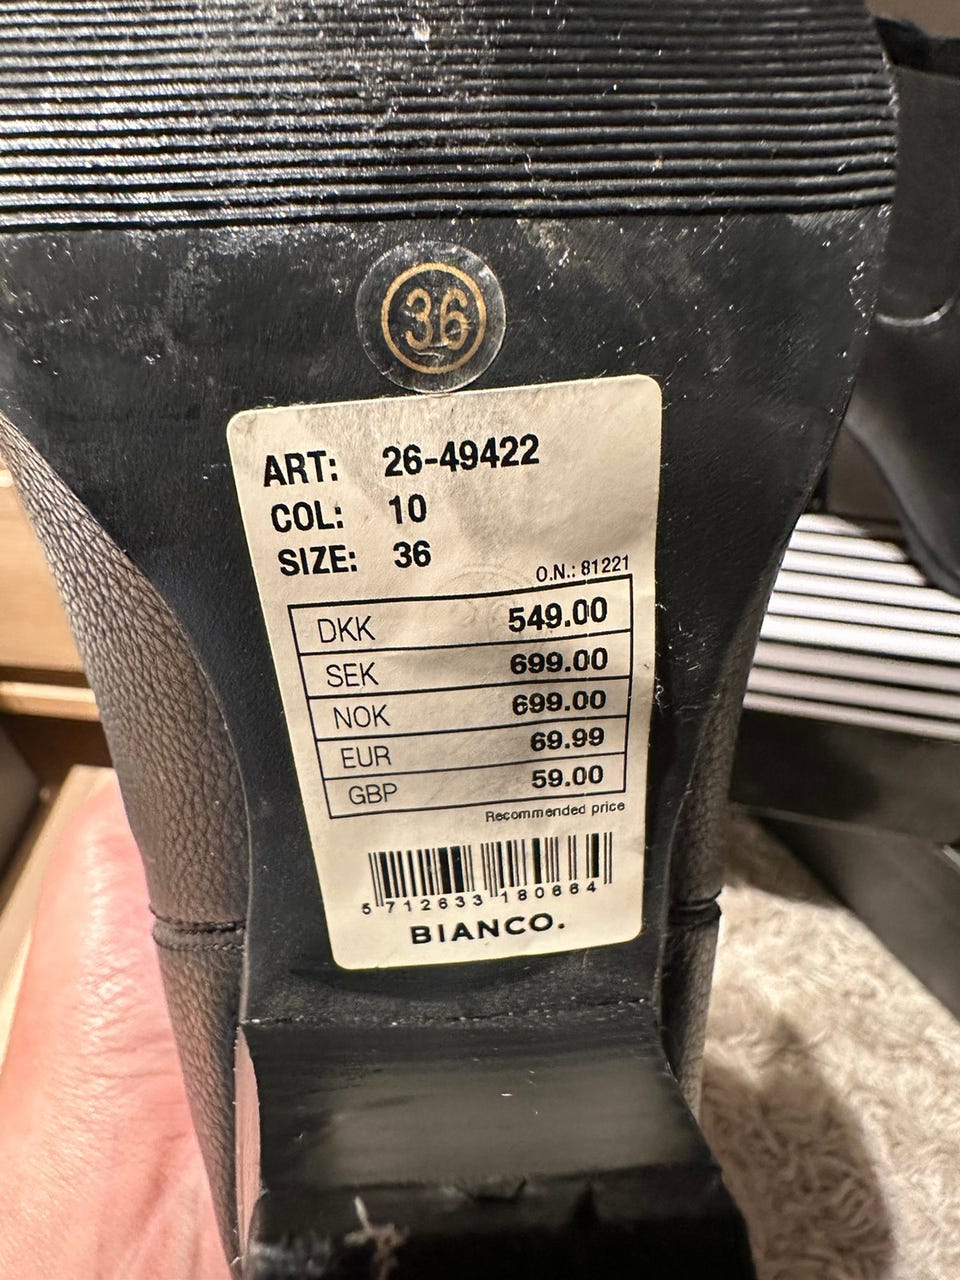 36
ART: 26-49422
COL: 10
SIZE: 36
O.N.: 81221
DKK 549.00
SEK 699.00
NOK 699.00
EUR 69.99
GBP 59.00
Recommended price
5 712633 180664
BIANCO.